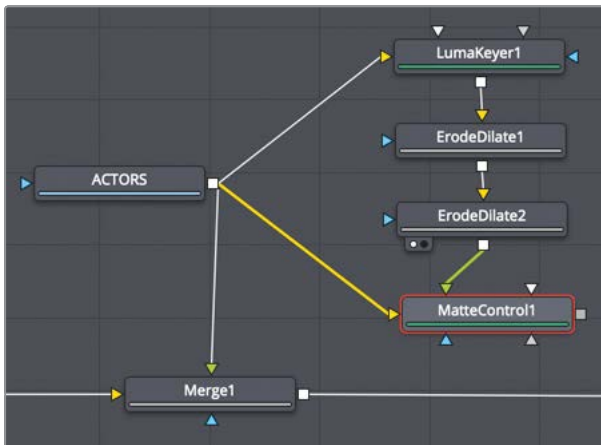 LumaKeyer1
ErodeDilate1
ACTORS
ErodeDilate2
MatteControl1
Merge1